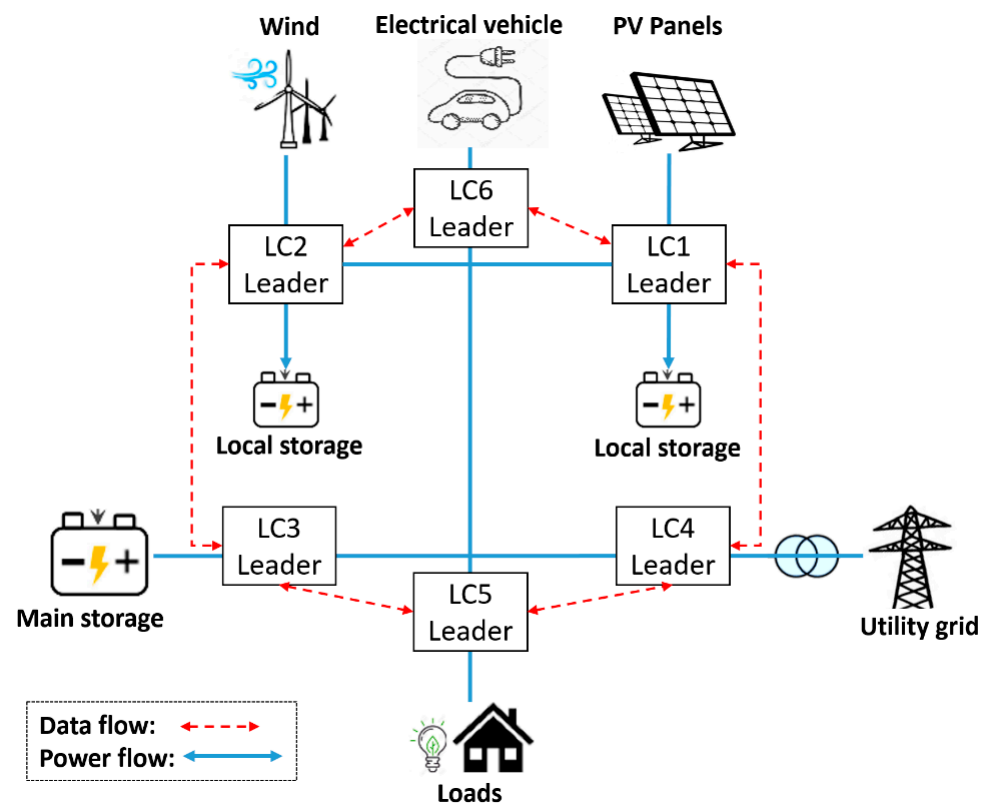 Wind
Electrical vehicle
PV Panels
LC6
Leader
LC2
Leader
LC1
Leader
Local storage
Local storage
LC3
Leader
LC4
Leader
LC5
Leader
Main storage
Utility grid
Data flow:
Power flow:
Loads